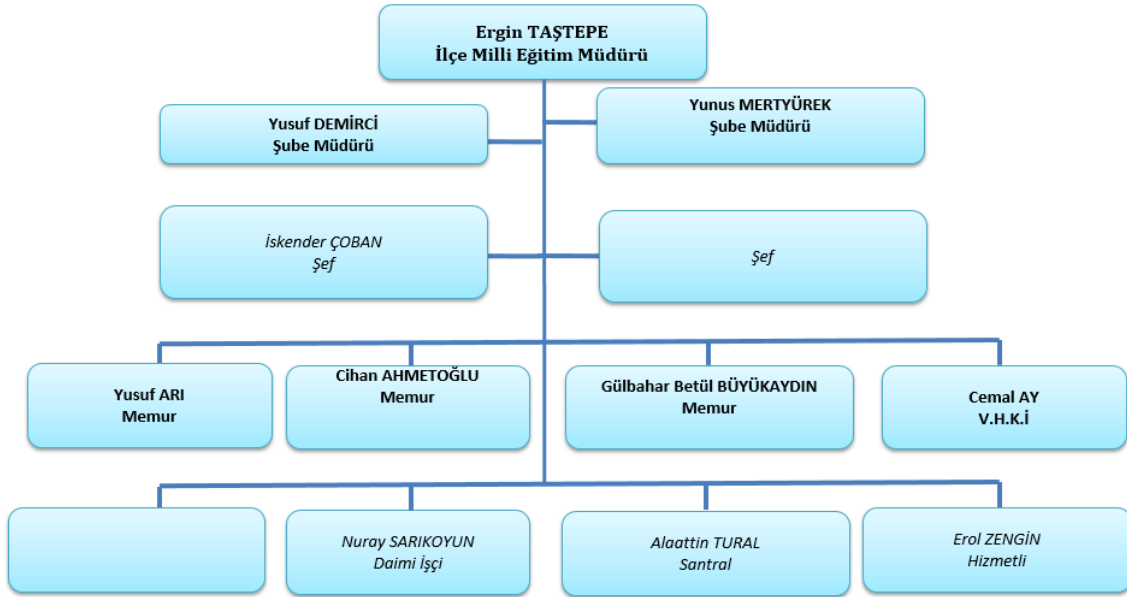 Ergin TAŞTEPE
İlçe Milli Eğitim Müdürü
Yusuf DEMİRCİ
Şube Müdürü
Yunus MERTYÜREK
Şube Müdürü
İskender ÇOBAN
Şef
Şef
Yusuf ARI
Memur
Cihan AHMETOĞLU
Memur
Gülbahar Betül BÜYÜKAYDIN
Memur
Cemal AY
V.H.K.İ
Nuray SARIKOYUN
Daimi İşçi
Alaattin TURAL
Santral
Erol ZENGİN
Hizmetli